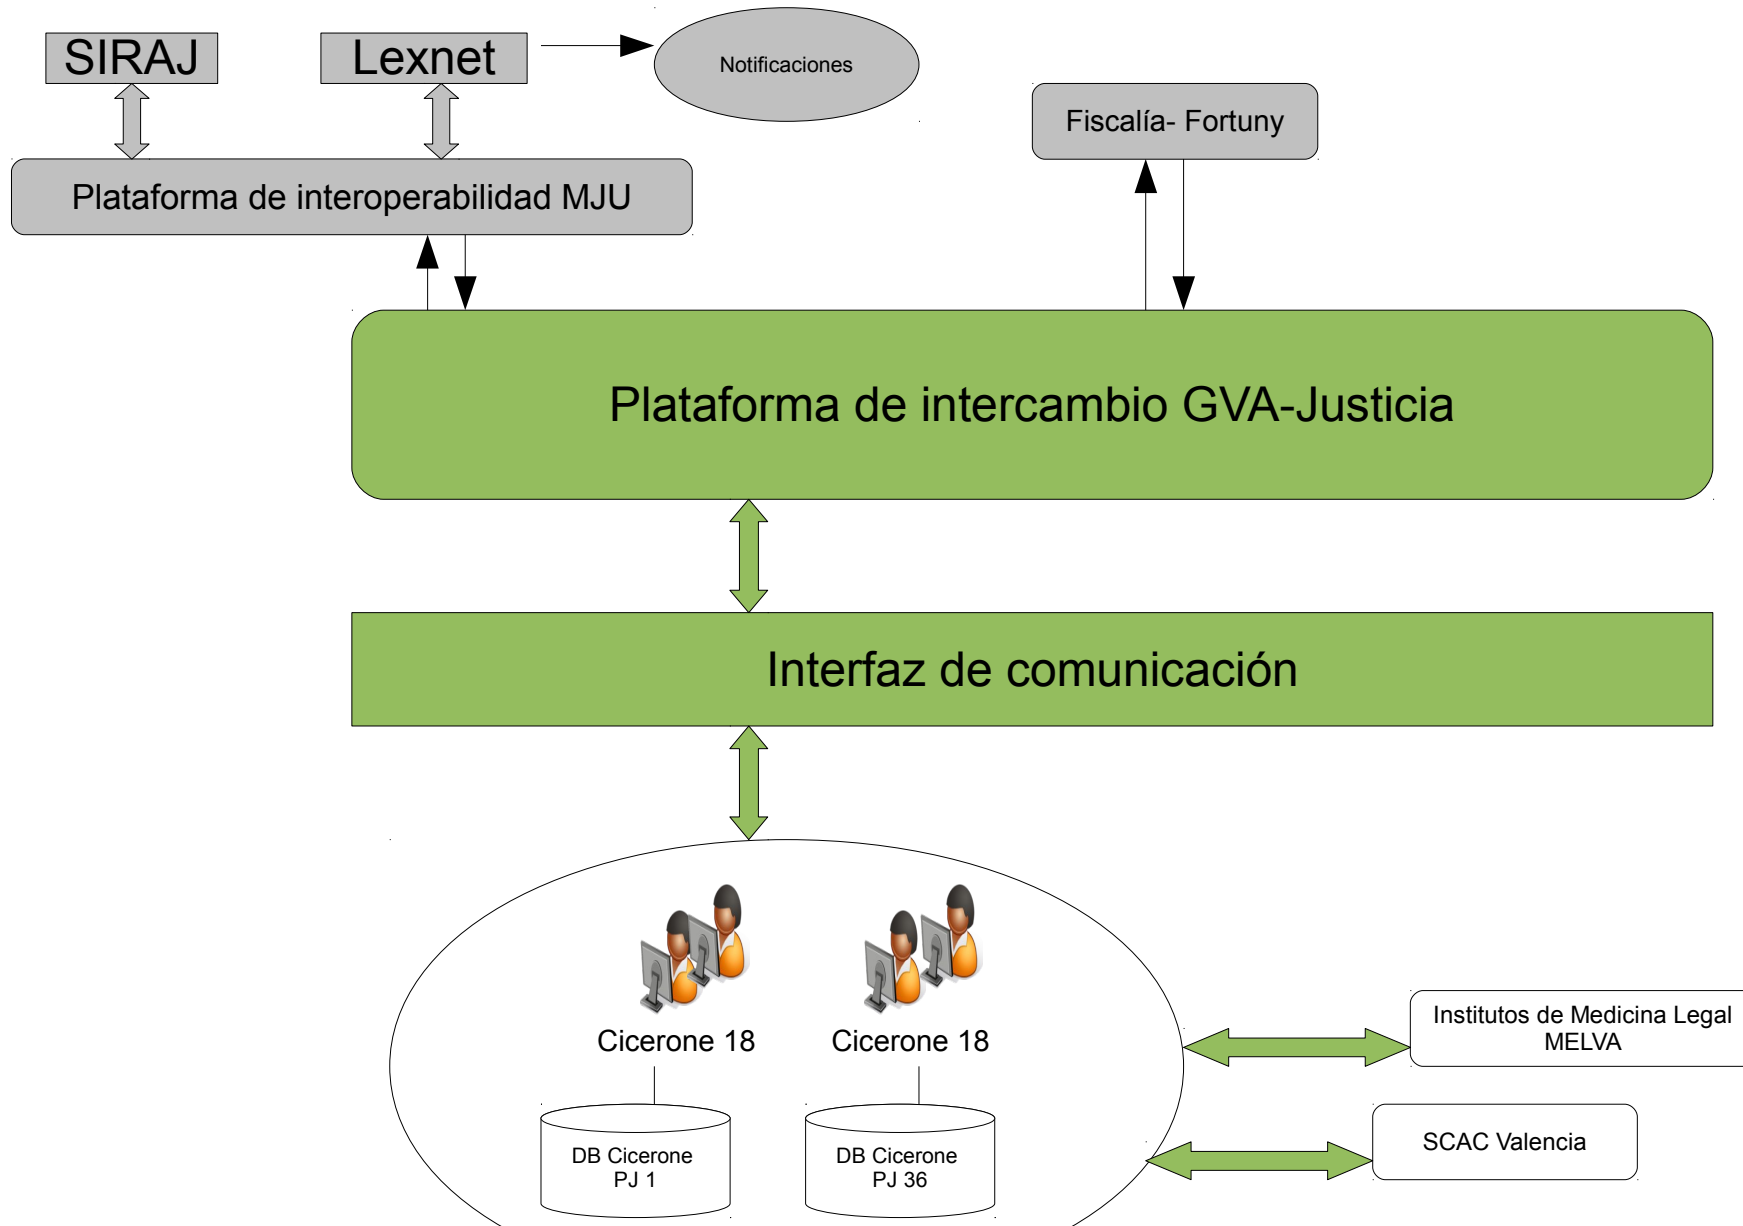 SIRAJ
Lexnet
Notificaciones
Fiscalía- Fortuny
Plataforma de interoperabilidad MJU
Plataforma de intercambio GVA-Justicia
Interfaz de comunicación
Cicerone 18
Cicerone 18
Institutos de Medicina Legal
MELVA
DB Cicerone
PJ 1
DB Cicerone
PJ 36
SCAC Valencia